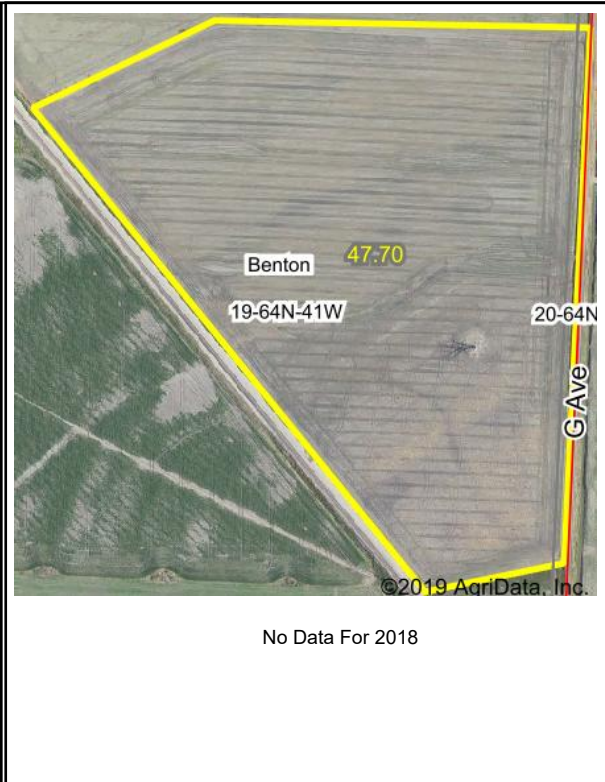 Benton
47.70
19-64N-41W
20-64N
G Ave
©2019 AgriData, Inc.
No Data For 2018